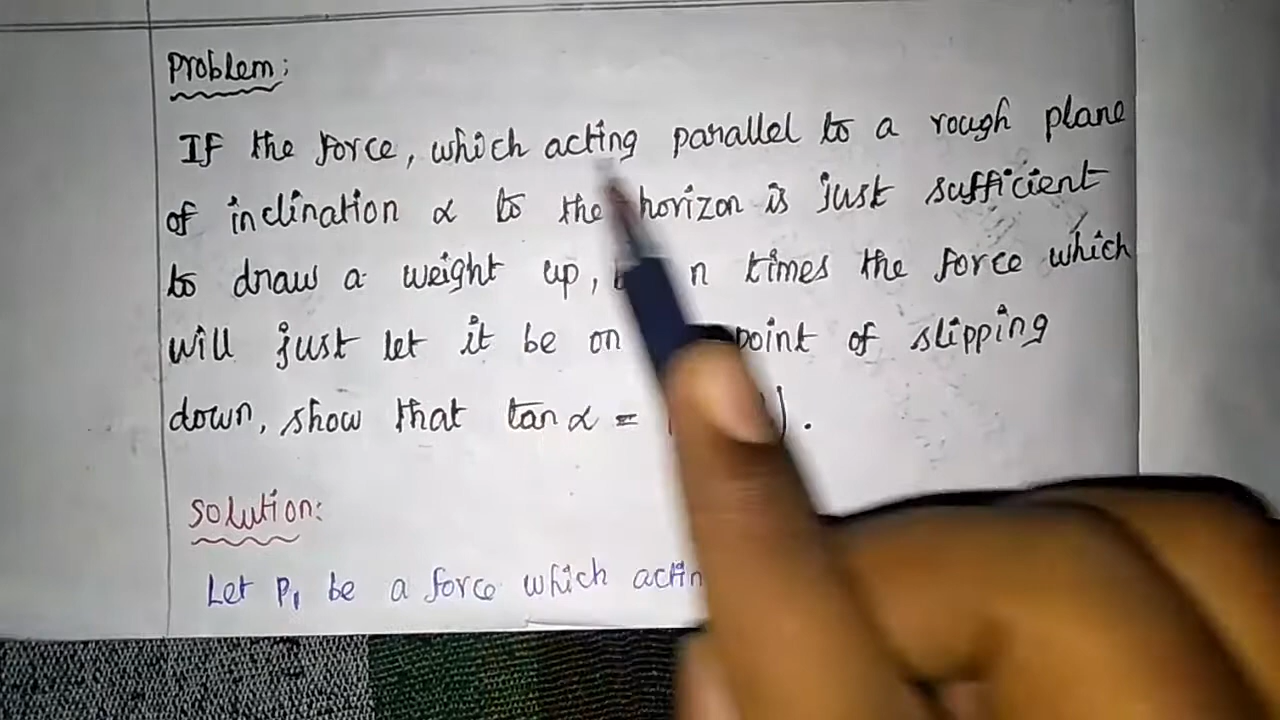 Problem:
If the force, which acting parallel to a rough plane
of inclination α to the horizon is just sufficient
to draw a weight up, n times the force which
will just let it be on point of slipping
down, show that tan α =
Solution:
Let P₁ be a force which